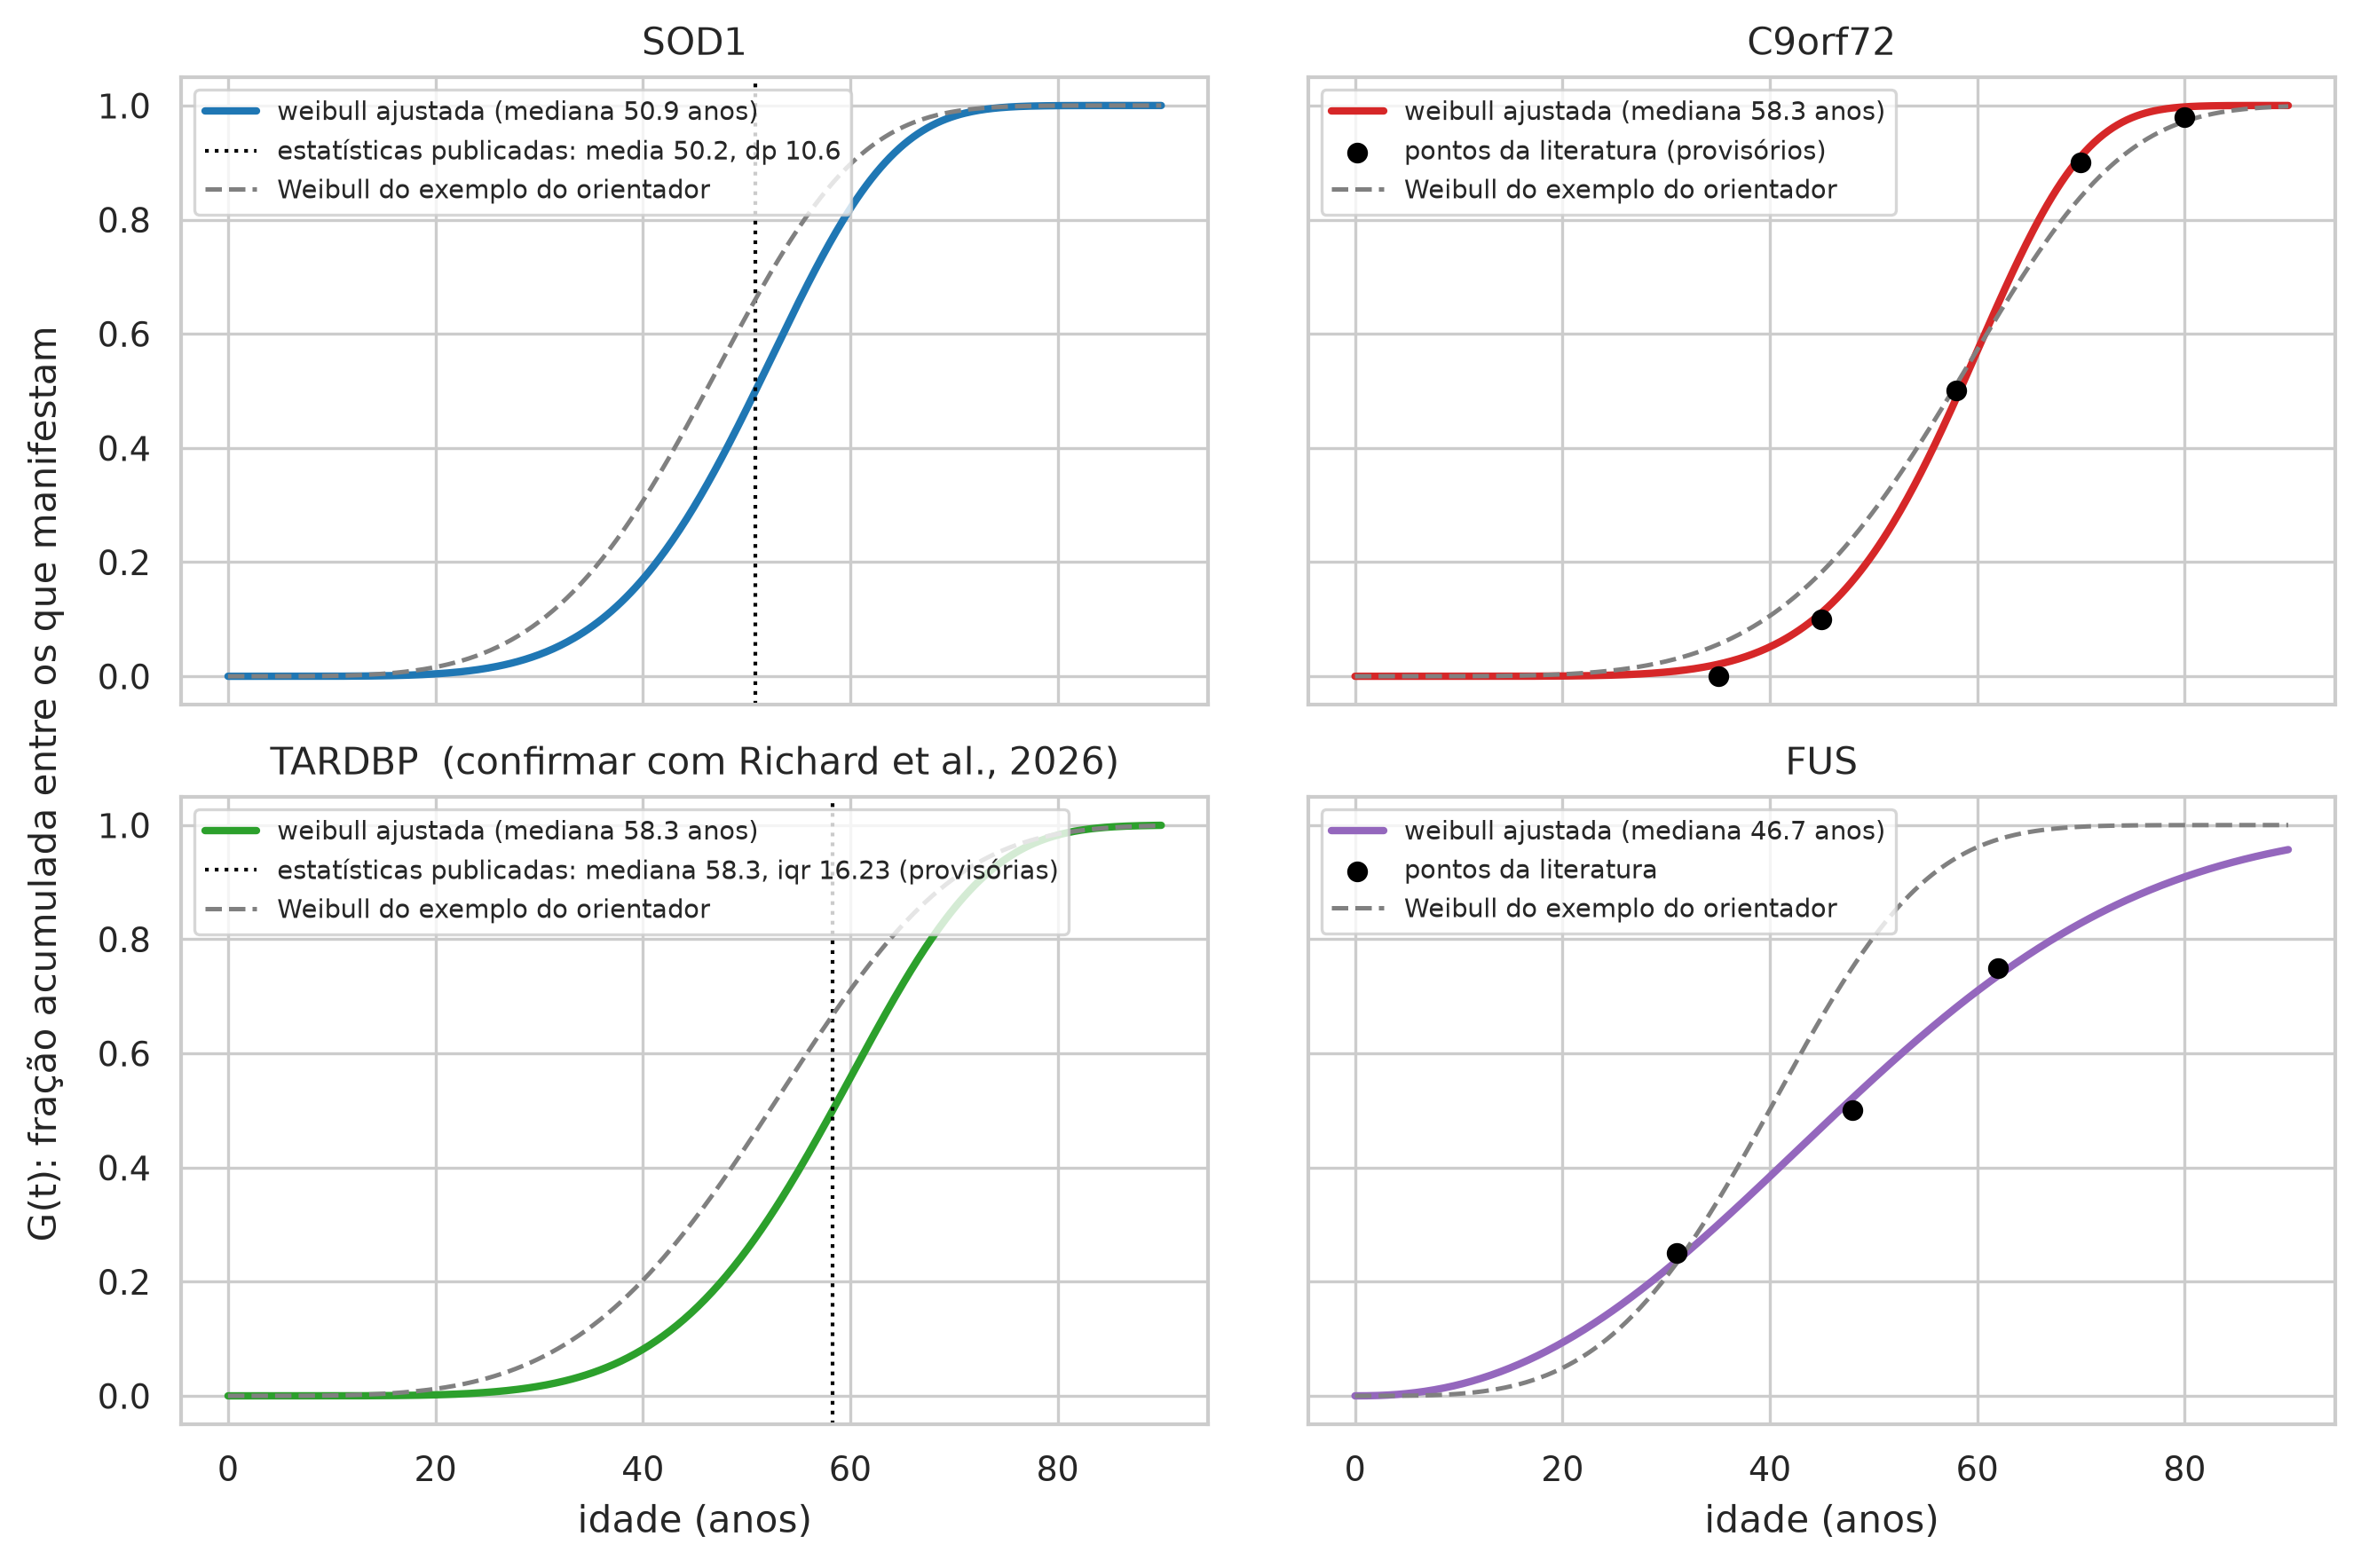 SOD1
1.0
0.8
0.6
0.4
0.2
0.0
weibull ajustada (mediana 50.9 anos)
estatísticas publicadas: media 50.2, dp 10.6
Weibull do exemplo do orientador
C9orf72
weibull ajustada (mediana 58.3 anos)
pontos da literatura (provisórios)
Weibull do exemplo do orientador
G(t): fração acumulada entre os que manifestam
TARDBP  (confirmar com Richard et al., 2026)
1.0
0.8
0.6
0.4
0.2
0.0
weibull ajustada (mediana 58.3 anos)
estatísticas publicadas: mediana 58.3, iqr 16.23 (provisórias)
Weibull do exemplo do orientador
0 20 40 60 80
idade (anos)
FUS
weibull ajustada (mediana 46.7 anos)
pontos da literatura
Weibull do exemplo do orientador
0 20 40 60 80
idade (anos)